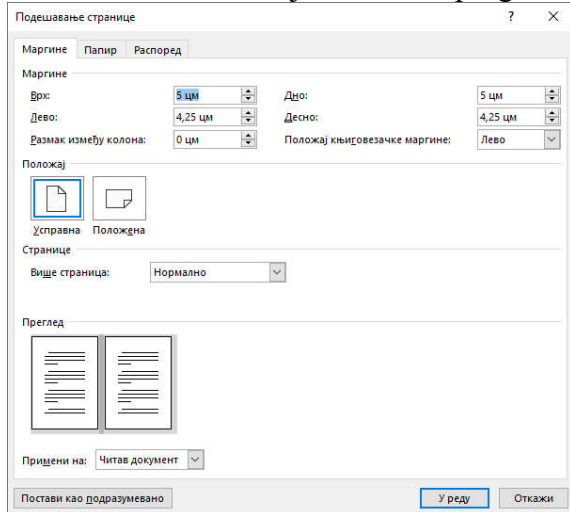 Подешавање странице ? ×
Маргине Папир Распоред
Маргине
Врх: 5 цм Дно: 5 цм
Лево: 4,25 цм Десно: 4,25 цм
Размак између колона: 0 цм Положај књиговезачке маргине: Лево
Положај
Усправна Положена
Странице
Више страница: Нормално
Преглед
Примени на: Читав документ
Постави као подразумевано У реду Откажи